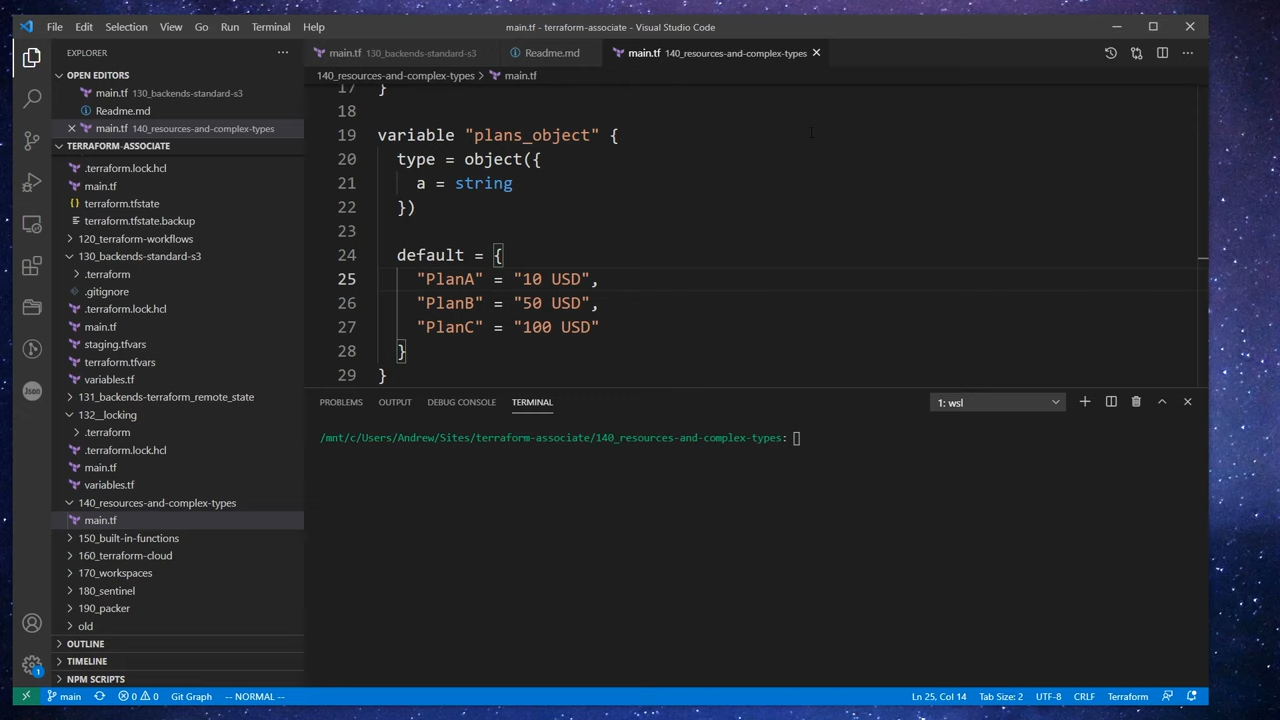 File Edit Selection View Go Run Terminal Help
main.tf - terraform-associate - Visual Studio Code
EXPLORER
OPEN EDITORS
main.tf 130_backends-standard-s3
Readme.md
main.tf 140_resources-and-complex-types
TERRAFORM-ASSOCIATE
.terraform.lock.hcl
main.tf
terraform.tfstate
terraform.tfstate.backup
120_terraform-workflows
130_backends-standard-s3
.terraform
.gitignore
.terraform.lock.hcl
main.tf
staging.tfvars
terraform.tfvars
variables.tf
131_backends-terraform_remote_state
132__locking
.terraform
.terraform.lock.hcl
main.tf
variables.tf
140_resources-and-complex-types
main.tf
150_built-in-functions
160_terraform-cloud
170_workspaces
180_sentinel
190_packer
old
OUTLINE
TIMELINE
NPM SCRIPTS
main.tf 130_backends-standard-s3
Readme.md
main.tf 140_resources-and-complex-types
140_resources-and-complex-types > main.tf
17 }
18
19 variable "plans_object" {
20 type = object({
21 a = string
22 })
23
24 default = {
25 "PlanA" = "10 USD",
26 "PlanB" = "50 USD",
27 "PlanC" = "100 USD"
28 }
29 }
PROBLEMS OUTPUT DEBUG CONSOLE TERMINAL
1: wsl
/mnt/c/Users/Andrew/Sites/terraform-associate/140_resources-and-complex-types:
Json
1
main 0 0 Git Graph -- NORMAL -- Ln 25, Col 14 Tab Size: 2 UTF-8 CRLF Terraform